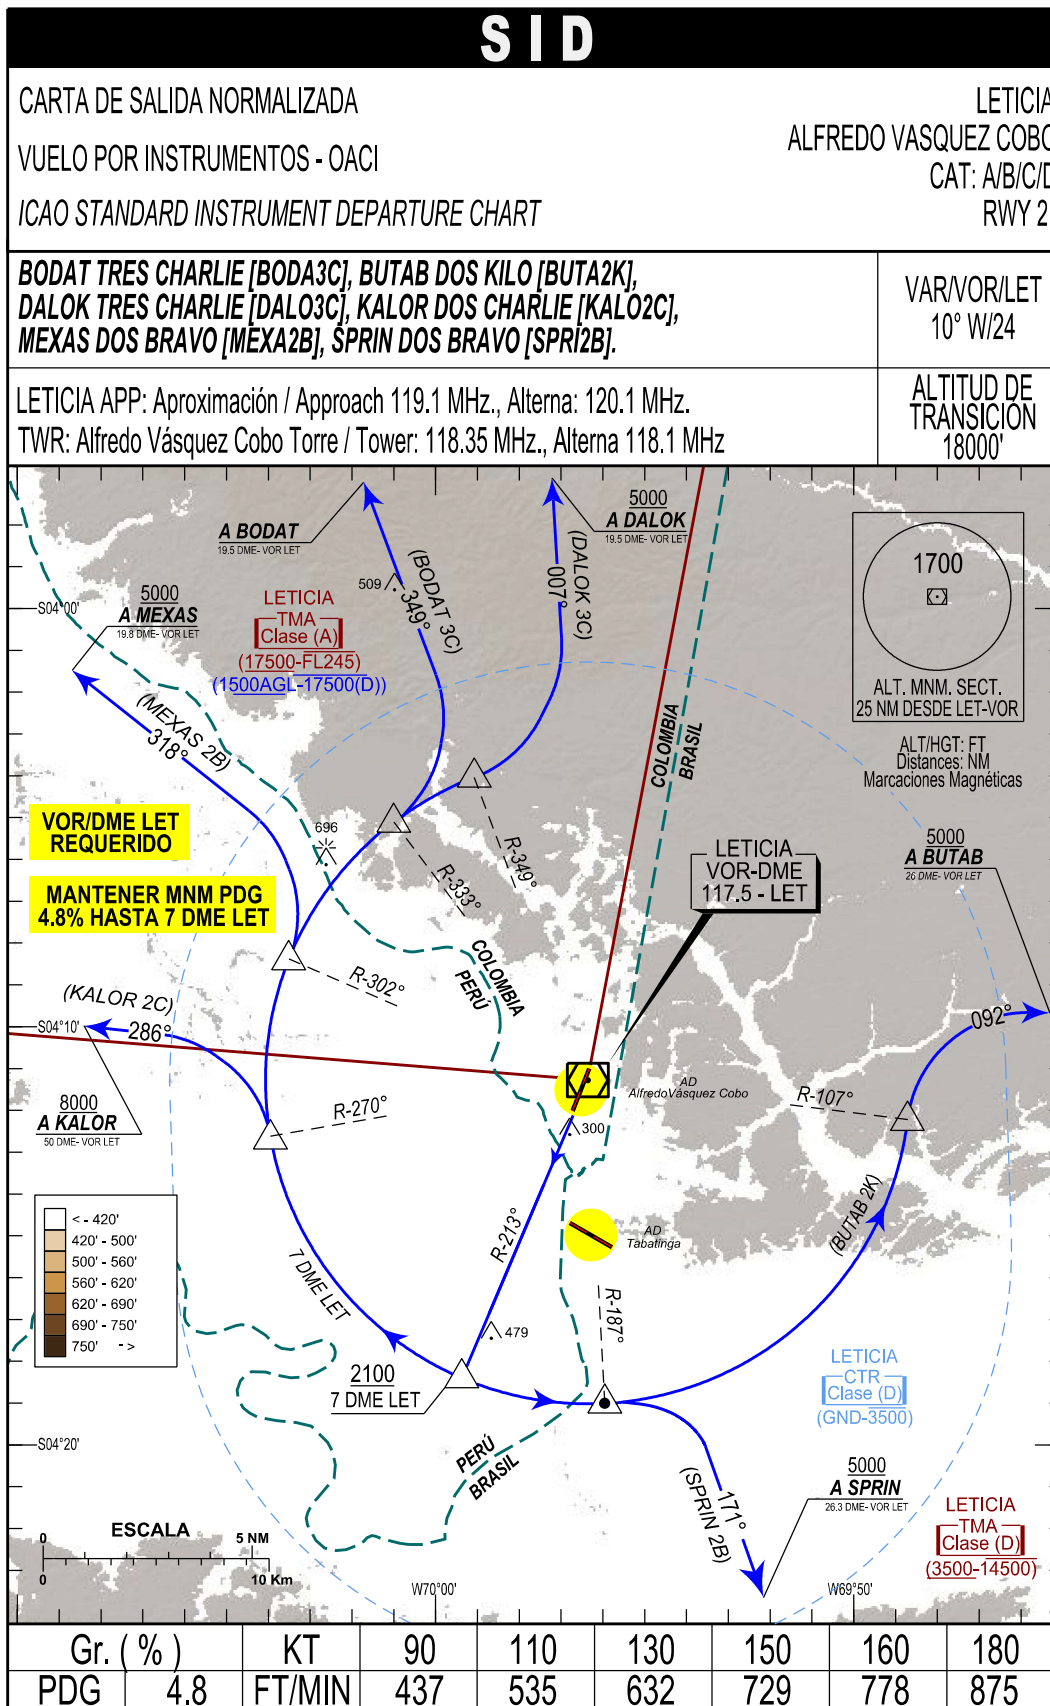 SID
CARTA DE SALIDA NORMALIZADA
VUELO POR INSTRUMENTOS - OACI
ICAO STANDARD INSTRUMENT DEPARTURE CHART
LETICIA
ALFREDO VASQUEZ COBO
CAT: A/B/C/D
RWY 2
BODAT TRES CHARLIE [BODA3C], BUTAB DOS KILO [BUTA2K],
DALOK TRES CHARLIE [DALO3C], KALOR DOS CHARLIE [KALO2C],
MEXAS DOS BRAVO [MEXA2B], SPRIN DOS BRAVO [SPRI2B].
VAR/VOR/LET
10° W/24
LETICIA APP: Aproximación / Approach 119.1 MHz., Alterna: 120.1 MHz.
TWR: Alfredo Vásquez Cobo Torre / Tower: 118.35 MHz., Alterna 118.1 MHz
ALTITUD DE
TRANSICIÓN
18000'
A BODAT
19.5 DME- VOR LET
5000
A DALOK
19.5 DME- VOR LET
(BODAT 3C)
349°
509
(DALOK 3C)
007°
1700
ALT. MNM. SECT.
25 NM DESDE LET-VOR
ALT/HGT: FT
Distances: NM
Marcaciones Magnéticas
S04°00'
5000
A MEXAS
19.8 DME- VOR LET
LETICIA
TMA
Clase (A)
(17500-FL245)
(1500AGL-17500(D))
(MEXAS 2B)
318°
COLOMBIA
BRASIL
VOR/DME LET
REQUERIDO
696
MANTENER MNM PDG
4.8% HASTA 7 DME LET
R-349°
R-333°
LETICIA
VOR-DME
117.5 - LET
5000
A BUTAB
26 DME- VOR LET
R-302°
COLOMBIA
PERÚ
(KALOR 2C)
286°
S04°10'
092°
8000
A KALOR
50 DME- VOR LET
R-270°
AD
AlfredoVásquez Cobo
R-107°
300
< - 420'
420' - 500'
500' - 560'
560' - 620'
620' - 690'
690' - 750'
750' - >
R-213°
AD
Tabatinga
(BUTAB 2K)
7 DME LET
R-187°
479
2100
7 DME LET
LETICIA
CTR
Clase (D)
(GND-3500)
S04°20'
PERÚ
BRASIL
171°
(SPRIN 2B)
5000
A SPRIN
26.3 DME- VOR LET
LETICIA
TMA
Clase (D)
(3500-14500)
ESCALA
0 5 NM
0 10 Km
W70°00'
W69°50'
Gr. ( % ) KT 90 110 130 150 160 180
PDG 4.8 FT/MIN 437 535 632 729 778 875